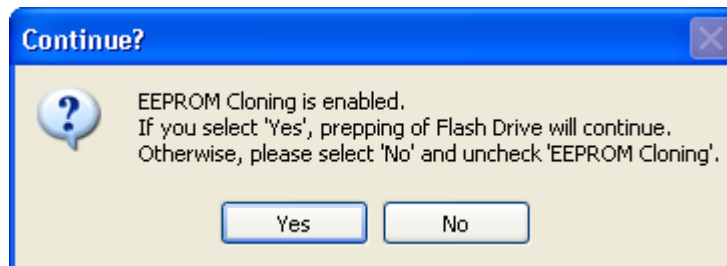 Continue?
EEPROM Cloning is enabled.
If you select 'Yes', prepping of Flash Drive will continue.
Otherwise, please select 'No' and uncheck 'EEPROM Cloning'.
Yes
No